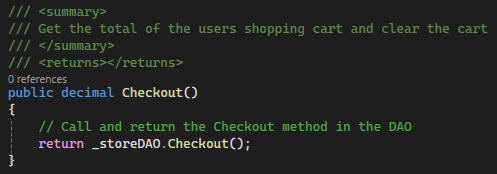 /// <summary>
/// Get the total of the users shopping cart and clear the cart
/// </summary>
/// <returns></returns>
0 references
public decimal Checkout()
{
// Call and return the Checkout method in the DAO
return _storeDAO.Checkout();
}